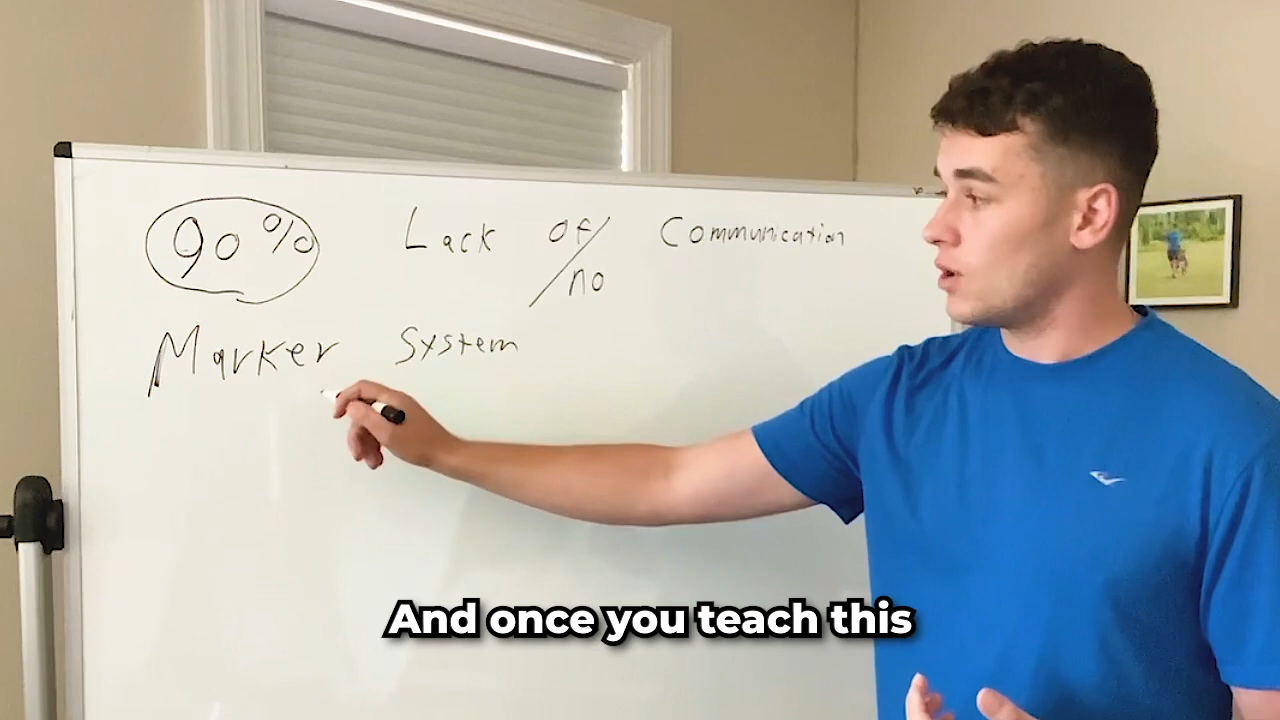 90% Lack of/no Communication
Marker System
And once you teach this